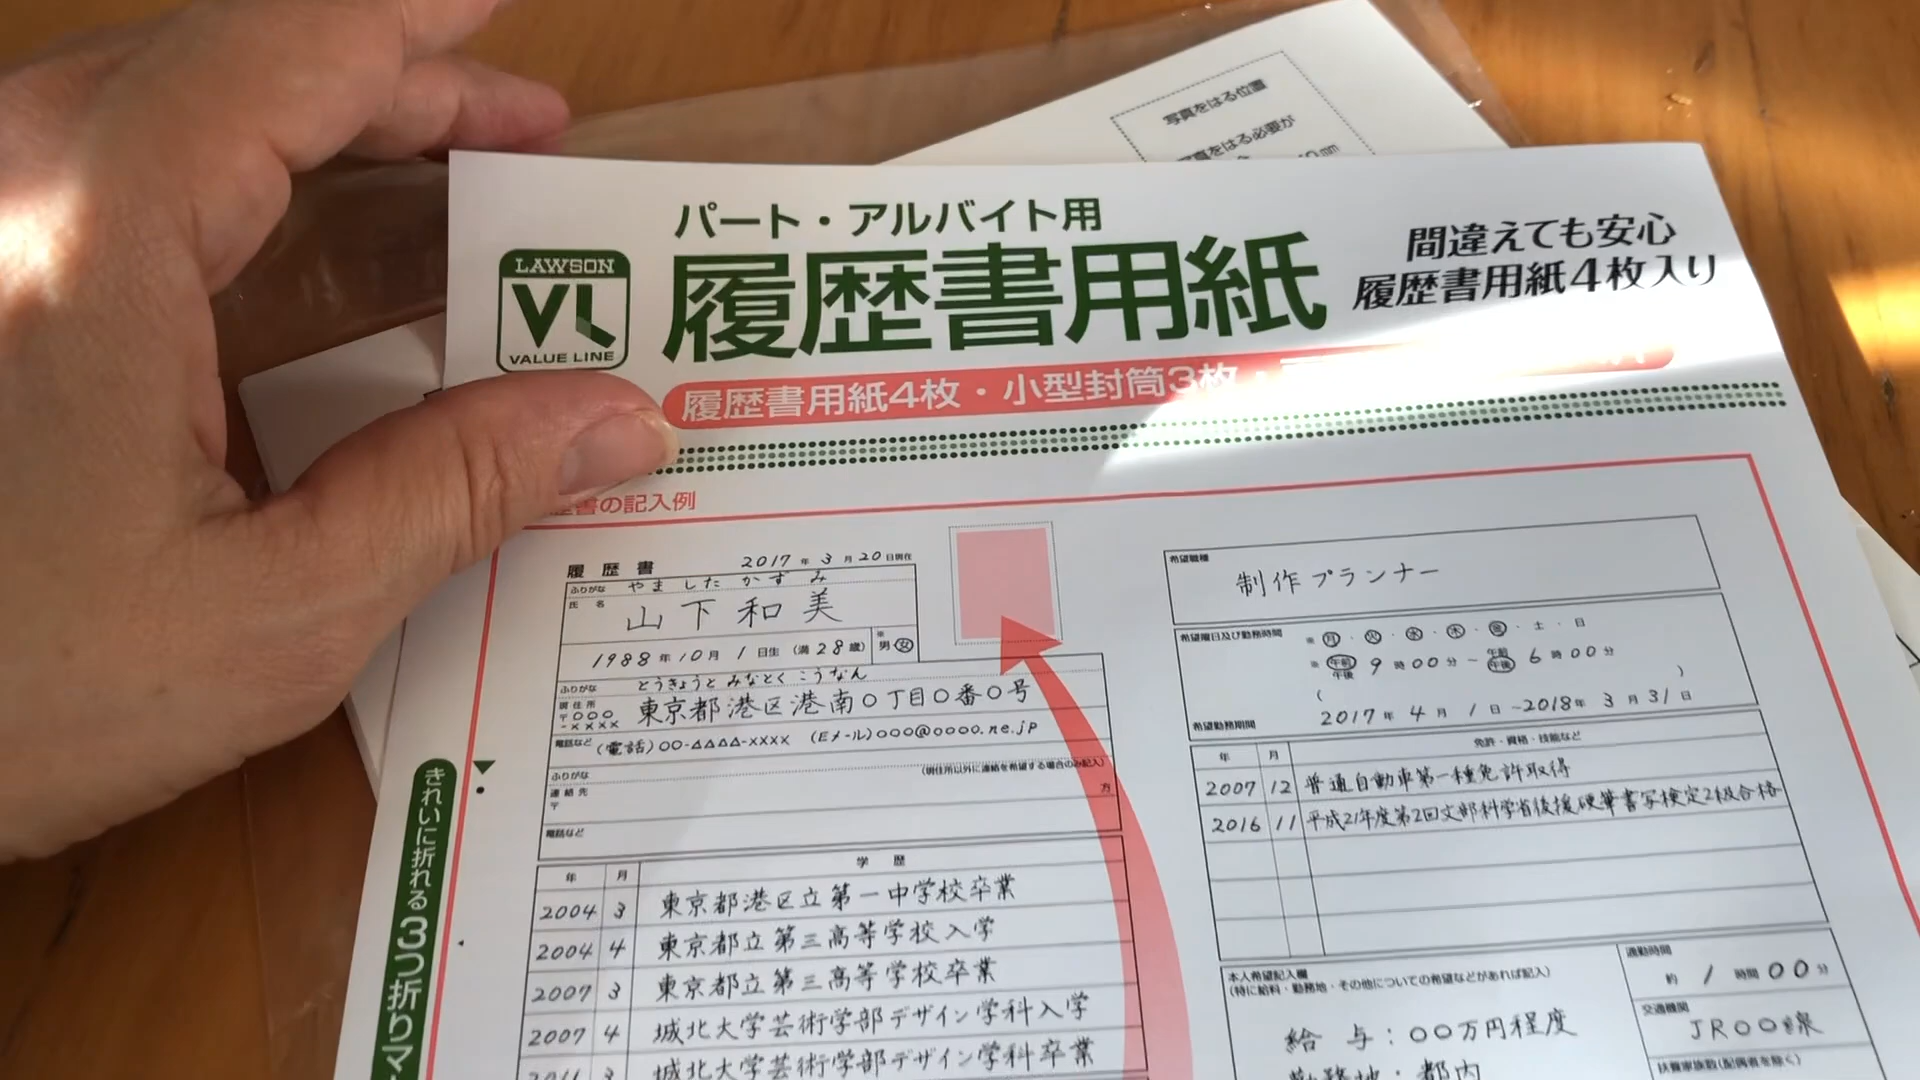 写真をはる位置
写真をはる必要が
パート・アルバイト用
LAWSON
VL
VALUE LINE
履歴書用紙
間違えても安心
履歴書用紙4枚入り
履歴書用紙4枚・小型封筒3枚・
歴書の記入例
履歴書 2017年3月20日現在
ふりがな やました かずみ
氏名 山下和美
1988年10月1日生(満28歳) ※男・女
ふりがな とうきょうと みなとく こうなん
現住所 〒○○○-×××× 東京都港区港南○丁目○番○号
電話など (電話)○○-△△△△-×××× (Eメール)○○○@○○○○.ne.jp
ふりがな (現住所以外に連絡を希望する場合のみ記入)
連絡先 方
〒
電話など
年 月 学歴
2004 3 東京都港区立第一中学校卒業
2004 4 東京都立第三高等学校入学
2007 3 東京都立第三高等学校卒業
2007 4 城北大学芸術学部デザイン学科入学
2011 3 城北大学芸術学部デザイン学科卒業
希望職種
制作プランナー
希望曜日及び勤務時間 ※月・火・水・木・金・土・日
※午前 午後 9時00分~午前 午後 6時00分
( )
希望勤務期間 2017年4月1日~2018年3月31日
年 月 免許・資格・技能など
2007 12 普通自動車第一種免許取得
2016 11 平成21年度第2回文部科学省後援硬筆書写検定2級合格
本人希望記入欄
(特に給料・勤務地・その他についての希望などがあれば記入)
給 与:○○万円程度
勤務地:都内
通勤時間
約 1時間00分
交通機関
JR○○線
扶養家族数(配偶者を除く)
きれいに折れる3つ折りマ